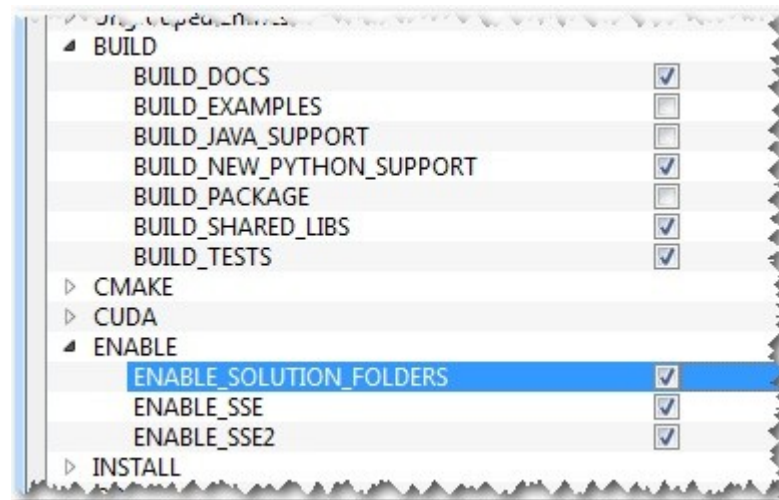 BUILD
BUILD_DOCS
BUILD_EXAMPLES
BUILD_JAVA_SUPPORT
BUILD_NEW_PYTHON_SUPPORT
BUILD_PACKAGE
BUILD_SHARED_LIBS
BUILD_TESTS
CMAKE
CUDA
ENABLE
ENABLE_SOLUTION_FOLDERS
ENABLE_SSE
ENABLE_SSE2
INSTALL